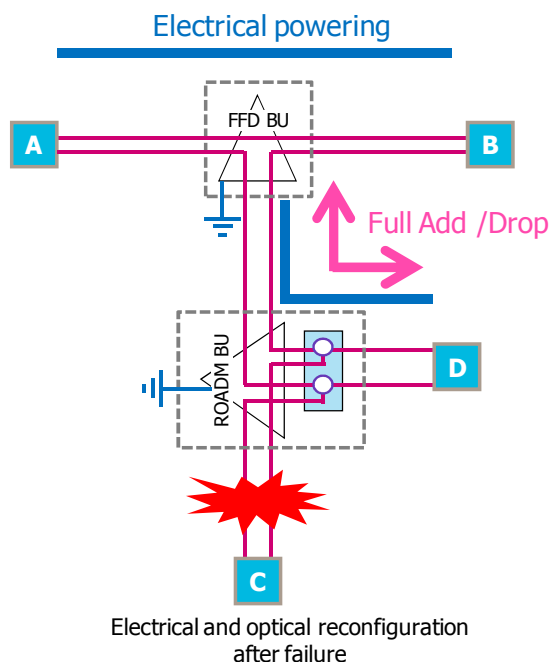 Electrical powering
FFD BU
A
B
Full Add /Drop
ROADM BU
D
C
Electrical and optical reconfiguration
after failure